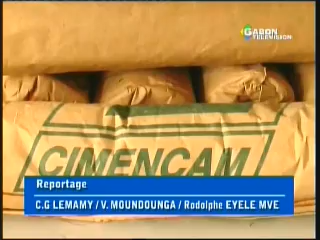 GABON
TELEVISION
CIMENCAM
Reportage
C.G LEMAMY / V. MOUNDOUNGA / Rodolphe EYELE MVE